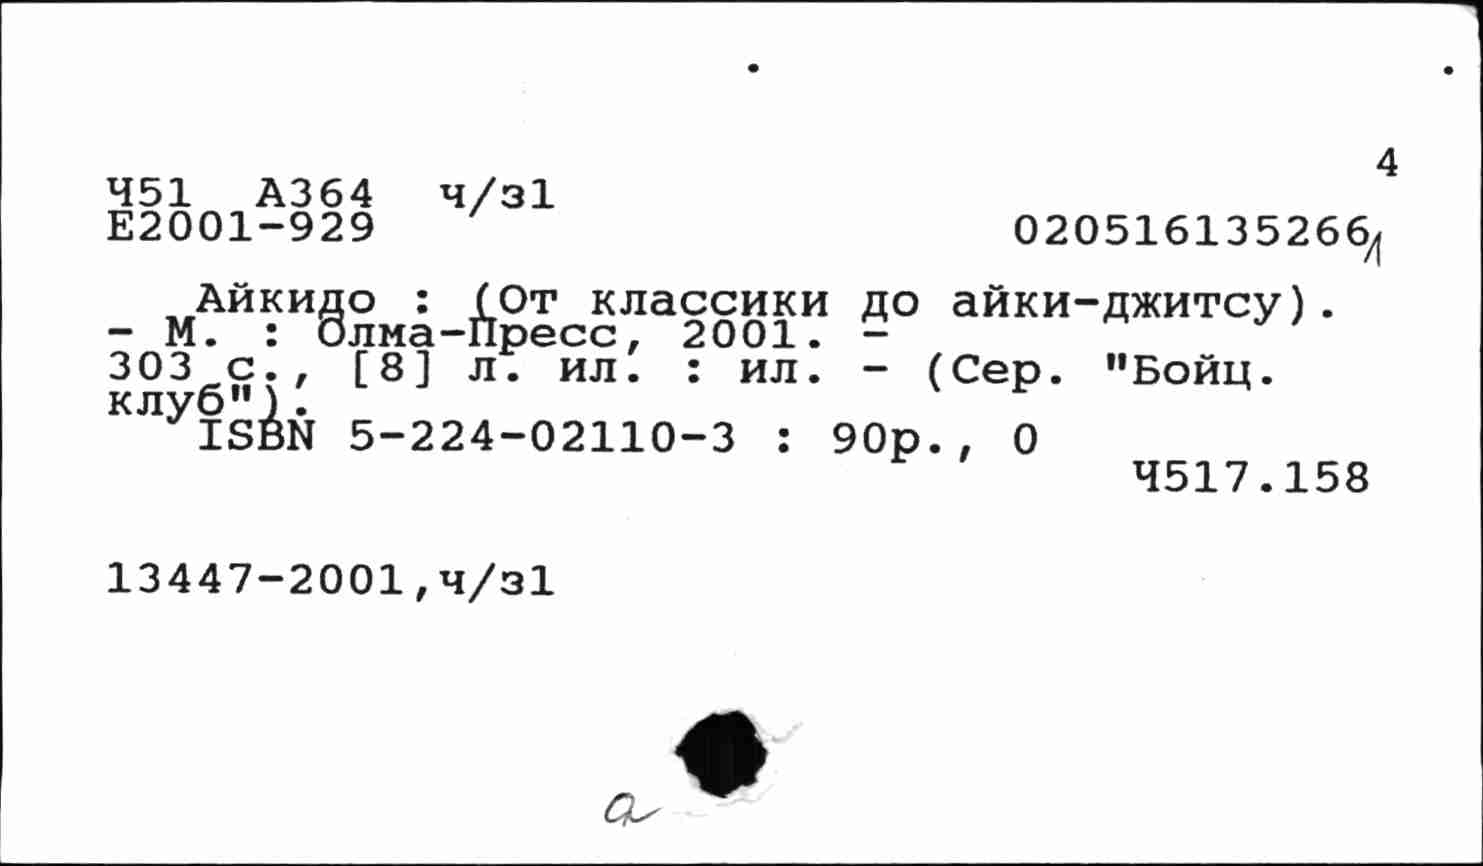 4
Ч51 А364 ч/з1
Е2001-929 020516135266
Айкидо : (От классики до айки-джитсу).
- М. : Олма-Пресс, 2001. -
303 с., [8] л. ил. : ил. - (Сер. "Бойц.
клуб").
ISBN 5-224-02110-3 : 90р., 0
Ч517.158
13447-2001,ч/з1
а